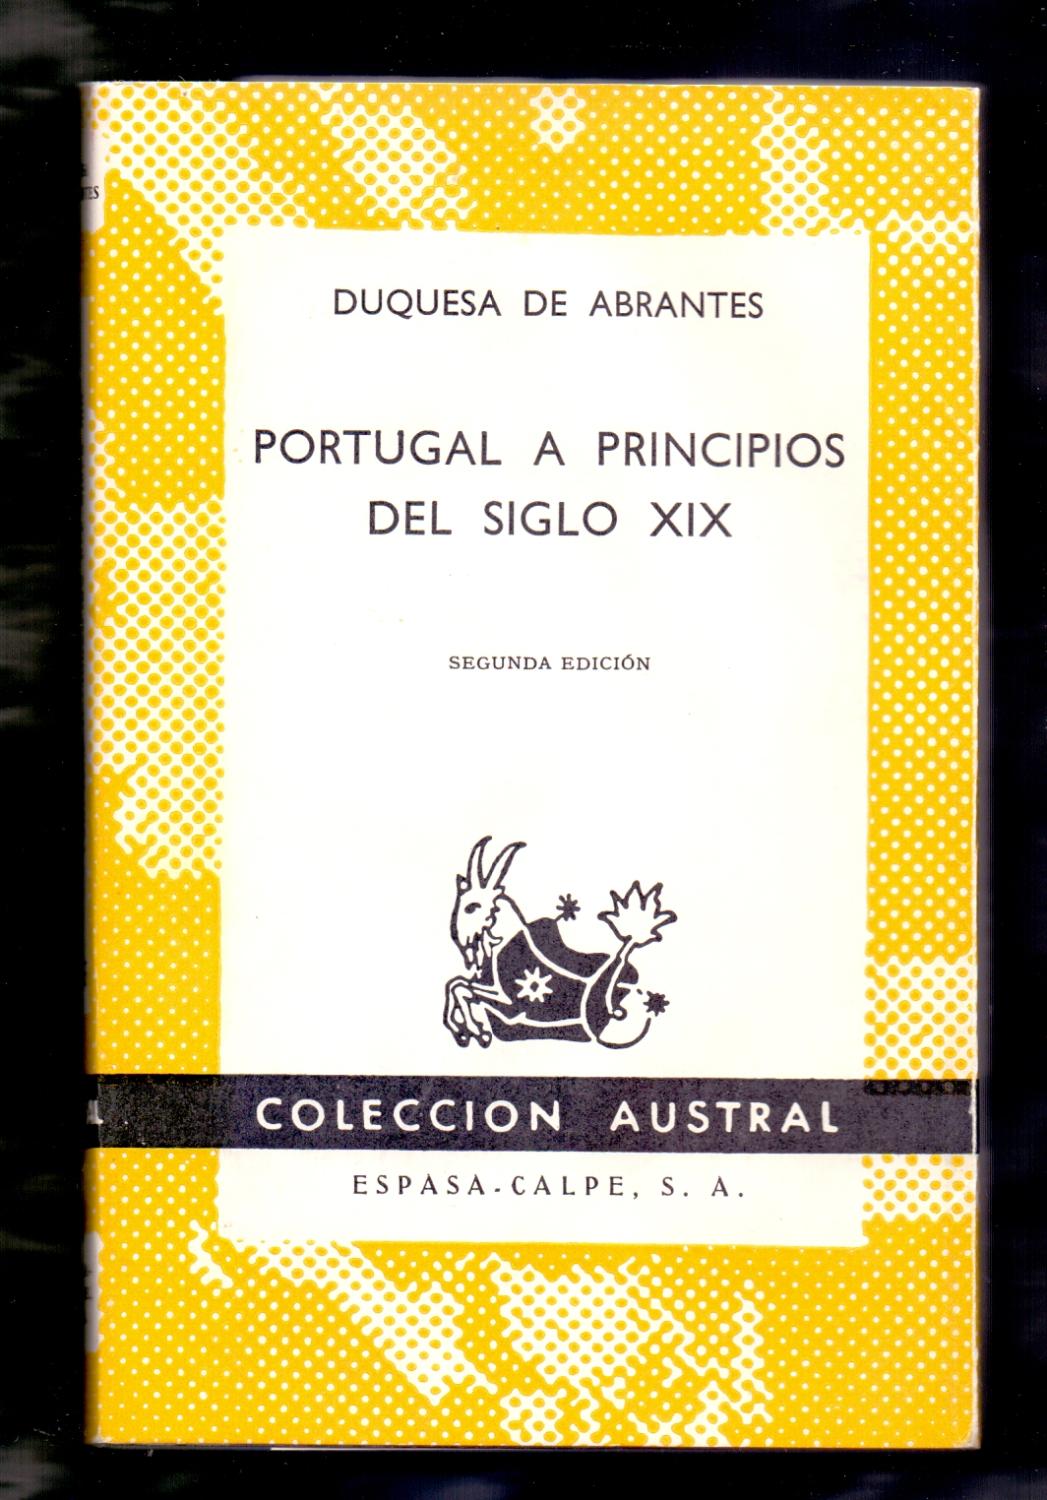 DUQUESA DE ABRANTES
PORTUGAL A PRINCIPIOS
DEL SIGLO XIX
SEGUNDA EDICIÓN
COLECCION AUSTRAL
ESPASA-CALPE, S. A.